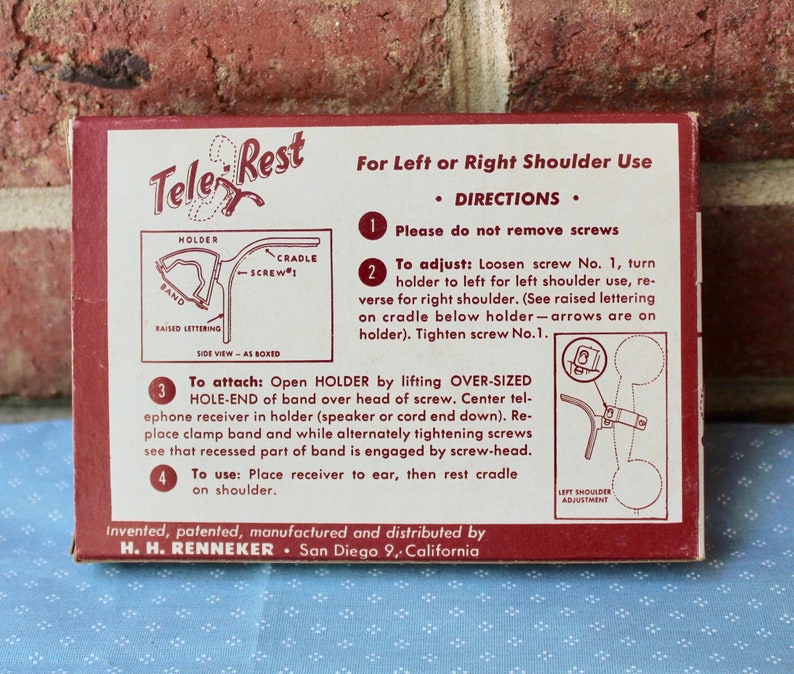 Tele-Rest
For Left or Right Shoulder Use
• DIRECTIONS •
1 Please do not remove screws
2 To adjust: Loosen screw No. 1, turn
holder to left for left shoulder use, re-
verse for right shoulder. (See raised lettering
on cradle below holder—arrows are on
holder). Tighten screw No. 1.
HOLDER
CRADLE
SCREW #1
BAND
RAISED LETTERING
SIDE VIEW – AS BOXED
3 To attach: Open HOLDER by lifting OVER-SIZED
HOLE-END of band over head of screw. Center tel-
ephone receiver in holder (speaker or cord end down). Re-
place clamp band and while alternately tightening screws
see that recessed part of band is engaged by screw-head.
4 To use: Place receiver to ear, then rest cradle
on shoulder.
LEFT SHOULDER
ADJUSTMENT
Invented, patented, manufactured and distributed by
H. H. RENNEKER • San Diego 9, California